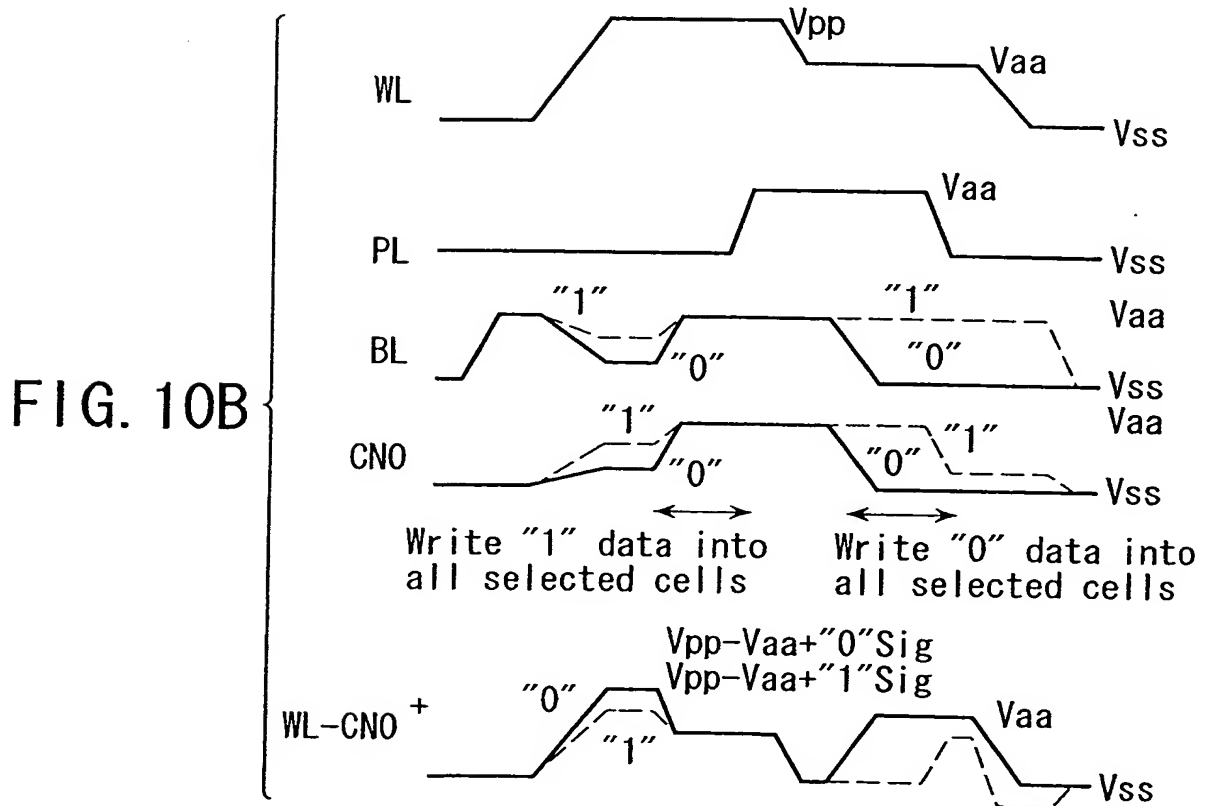 FIG. 10B
WL
Vpp
Vaa
Vss
PL
Vaa
Vss
BL
"1"
"0"
"1"
"0"
Vaa
Vss
CNO
"1"
"0"
"1"
"0"
Vaa
Vss
Write "1" data into
all selected cells
Write "0" data into
all selected cells
Vpp-Vaa+"0"Sig
Vpp-Vaa+"1"Sig
WL-CNO +
"0"
"1"
Vaa
Vss